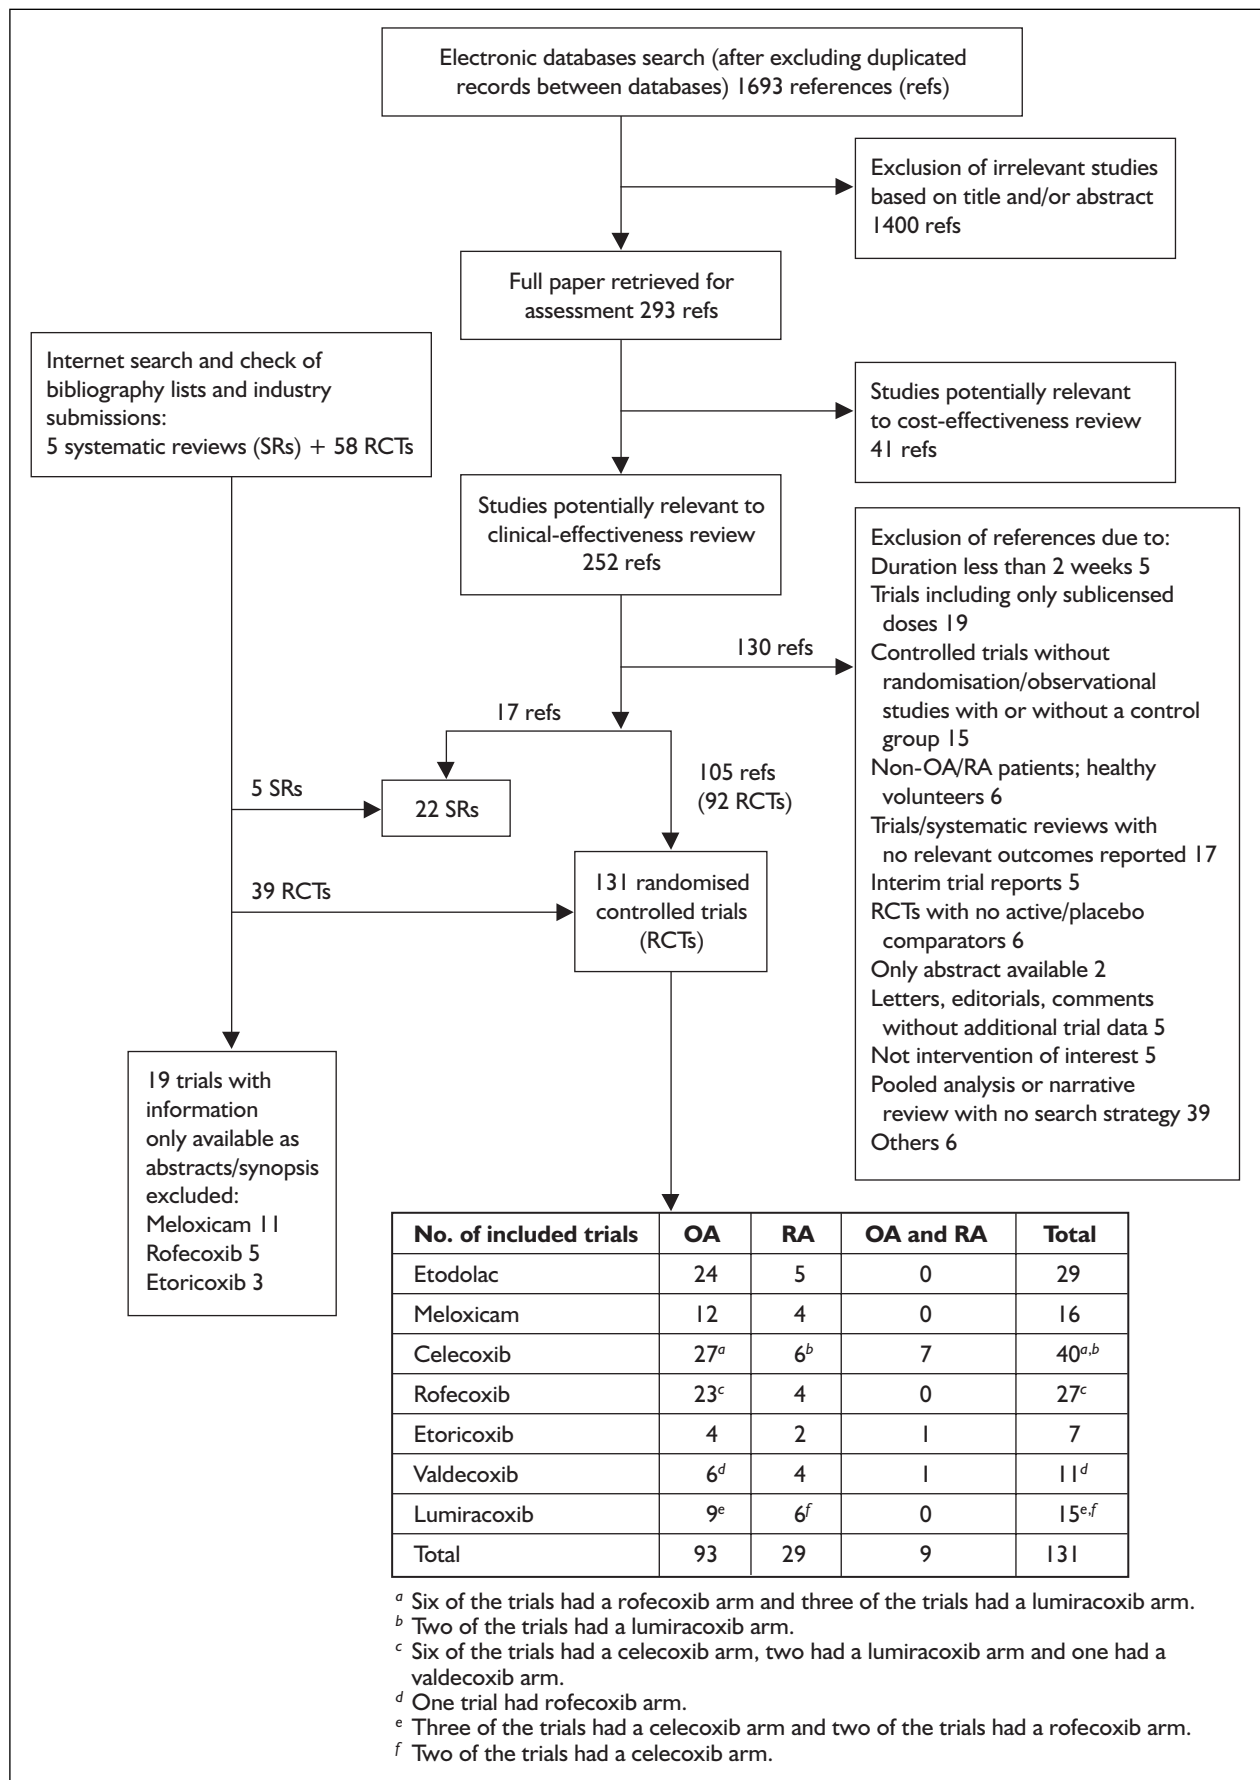 Electronic databases search (after excluding duplicated
records between databases) 1693 references (refs)
Exclusion of irrelevant studies
based on title and/or abstract
1400 refs
Full paper retrieved for
assessment 293 refs
Internet search and check of
bibliography lists and industry
submissions:
5 systematic reviews (SRs) + 58 RCTs
Studies potentially relevant
to cost-effectiveness review
41 refs
Studies potentially relevant to
clinical-effectiveness review
252 refs
130 refs
Exclusion of references due to:
Duration less than 2 weeks 5
Trials including only sublicensed
doses 19
Controlled trials without
randomisation/observational
studies with or without a control
group 15
Non-OA/RA patients; healthy
volunteers 6
Trials/systematic reviews with
no relevant outcomes reported 17
Interim trial reports 5
RCTs with no active/placebo
comparators 6
Only abstract available 2
Letters, editorials, comments
without additional trial data 5
Not intervention of interest 5
Pooled analysis or narrative
review with no search strategy 39
Others 6
17 refs
105 refs
(92 RCTs)
5 SRs
22 SRs
39 RCTs
131 randomised
controlled trials
(RCTs)
19 trials with
information
only available as
abstracts/synopsis
excluded:
Meloxicam 11
Rofecoxib 5
Etoricoxib 3
No. of included trials OA RA OA and RA Total
Etodolac 24 5 0 29
Meloxicam 12 4 0 16
Celecoxib 27a 6b 7 40a,b
Rofecoxib 23c 4 0 27c
Etoricoxib 4 2 1 7
Valdecoxib 6d 4 1 11d
Lumiracoxib 9e 6f 0 15e,f
Total 93 29 9 131
a Six of the trials had a rofecoxib arm and three of the trials had a lumiracoxib arm.
b Two of the trials had a lumiracoxib arm.
c Six of the trials had a celecoxib arm, two had a lumiracoxib arm and one had a
valdecoxib arm.
d One trial had rofecoxib arm.
e Three of the trials had a celecoxib arm and two of the trials had a rofecoxib arm.
f Two of the trials had a celecoxib arm.